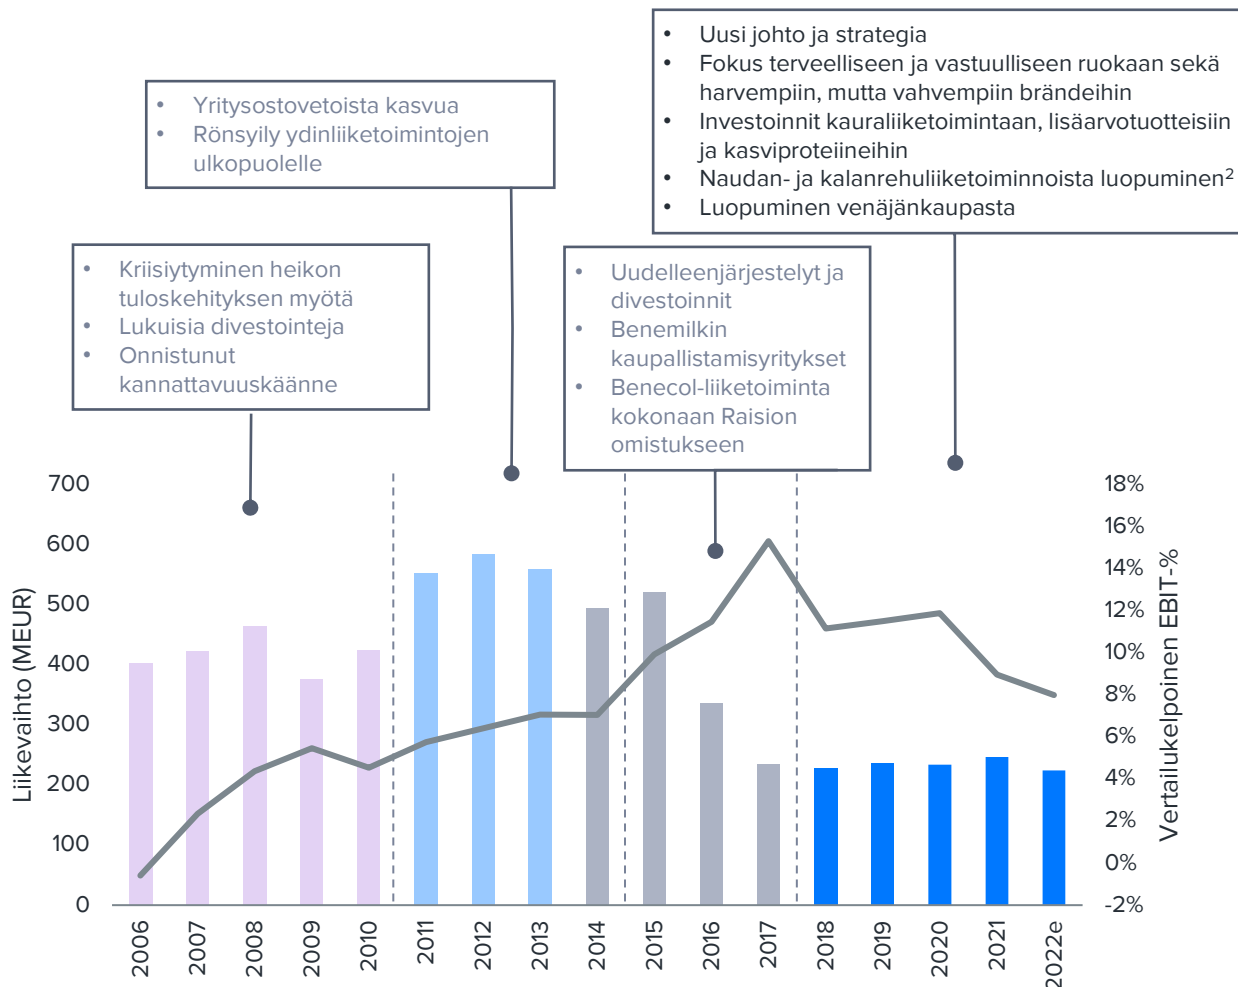 • Uusi johto ja strategia
• Fokus terveelliseen ja vastuulliseen ruokaan sekä
harvempiin, mutta vahvempiin brändeihin
• Investoinnit kauraliiketoimintaan, lisäarvotuotteisiin
ja kasviproteiineihin
• Naudan- ja kalanrehuliiketoiminnoista luopuminen²
• Luopuminen venäjänkaupasta
• Yritysostovetoista kasvua
• Rönsyily ydinliiketoimintojen
ulkopuolelle
• Kriisiytyminen heikon
tuloskehityksen myötä
• Lukuisia divestointeja
• Onnistunut
kannattavuuskäänne
• Uudelleenjärjestelyt ja
divestoinnit
• Benemilkin
kaupallistamisyritykset
• Benecol-liiketoiminta
kokonaan Raision
omistukseen
Liikevaihto (MEUR)
700
600
500
400
300
200
100
0
18%
16%
14%
12%
10%
8%
6%
4%
2%
0%
-2%
Vertailukelpoinen EBIT-%
2006
2007
2008
2009
2010
2011
2012
2013
2014
2015
2016
2017
2018
2019
2020
2021
2022e